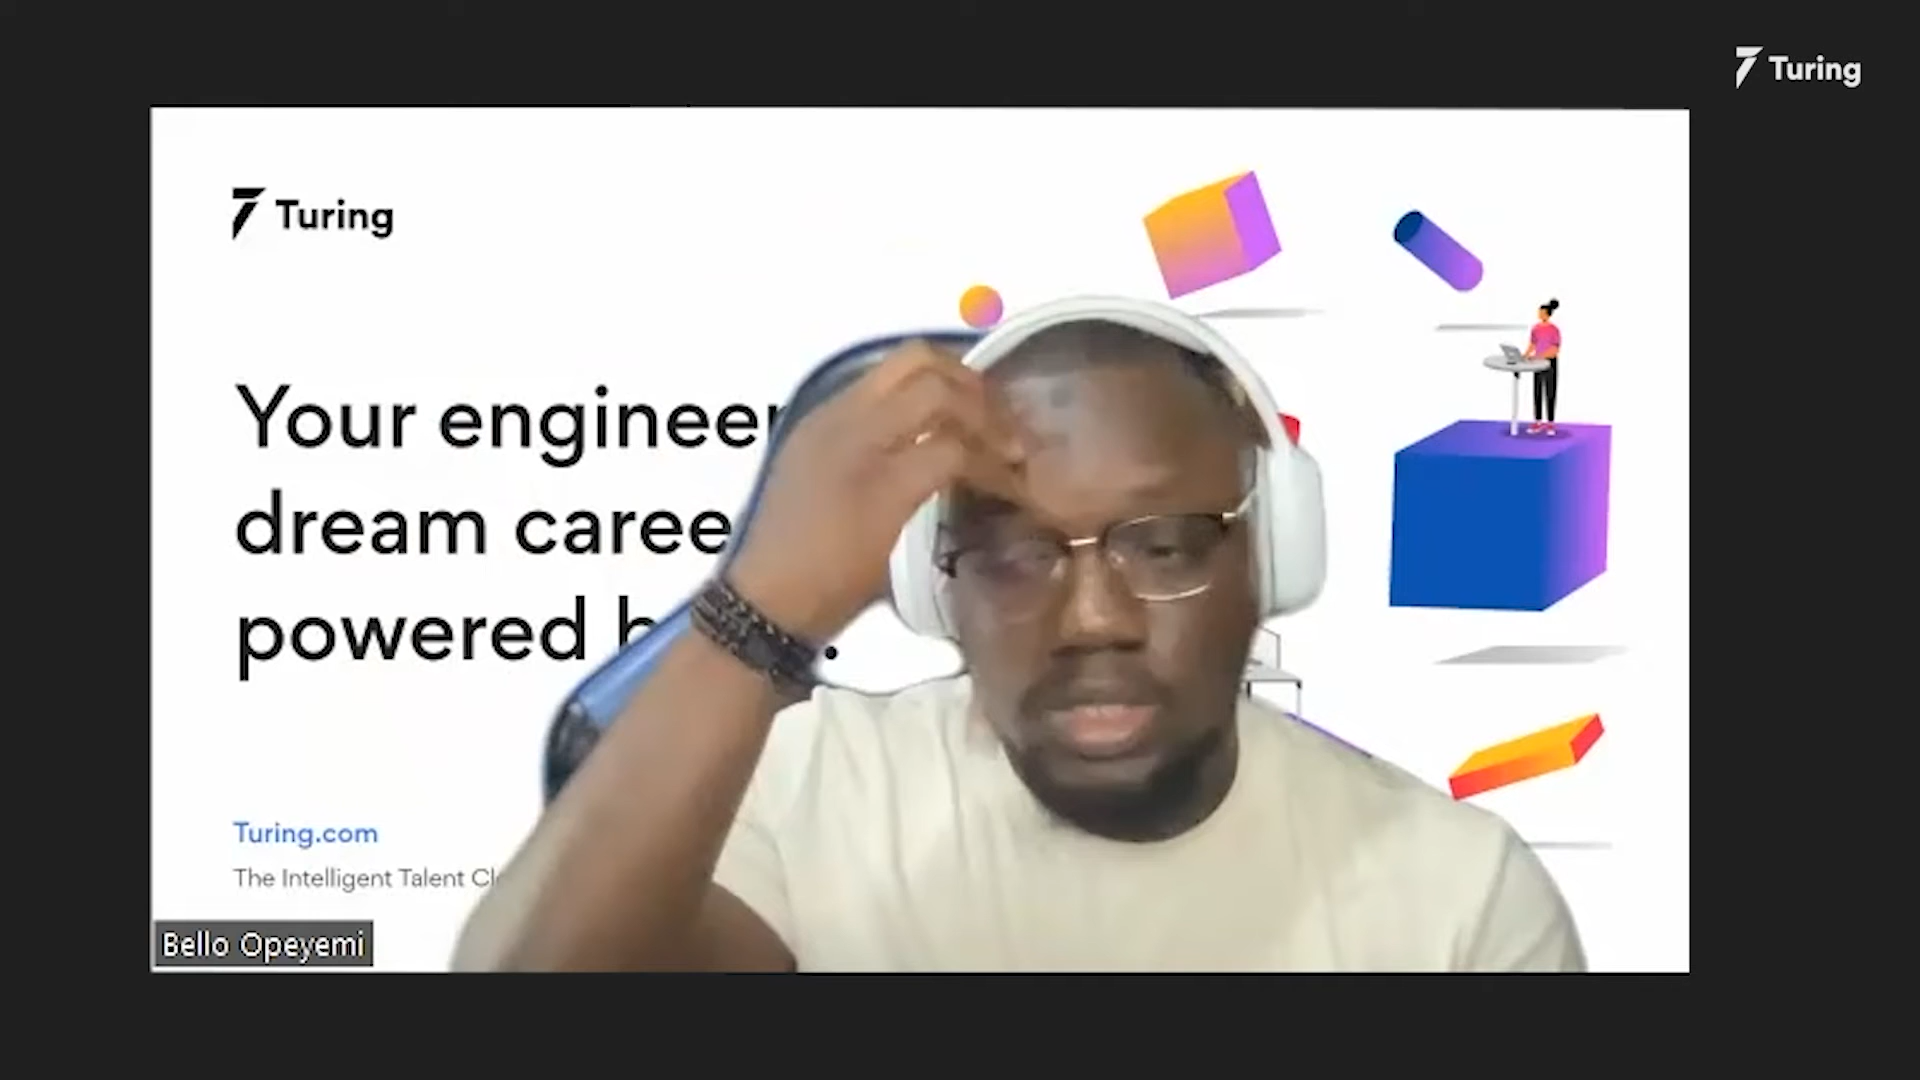 Turing
Turing
Your engineer
dream caree
powered b
.
Turing.com
The Intelligent Talent Cl
Bello Opeyemi